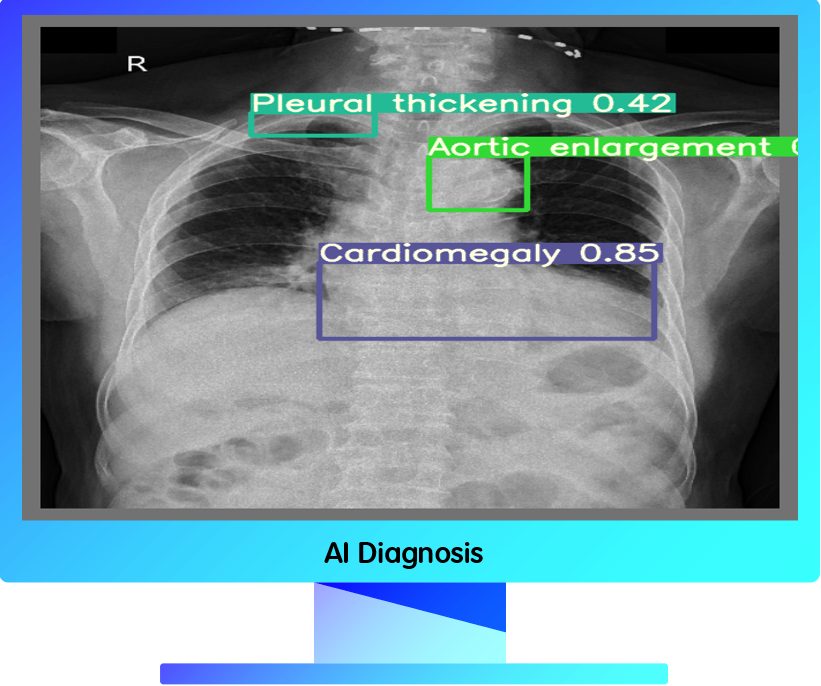 R
Pleural thickening 0.42
Aortic enlargement
Cardiomegaly 0.85
AI Diagnosis